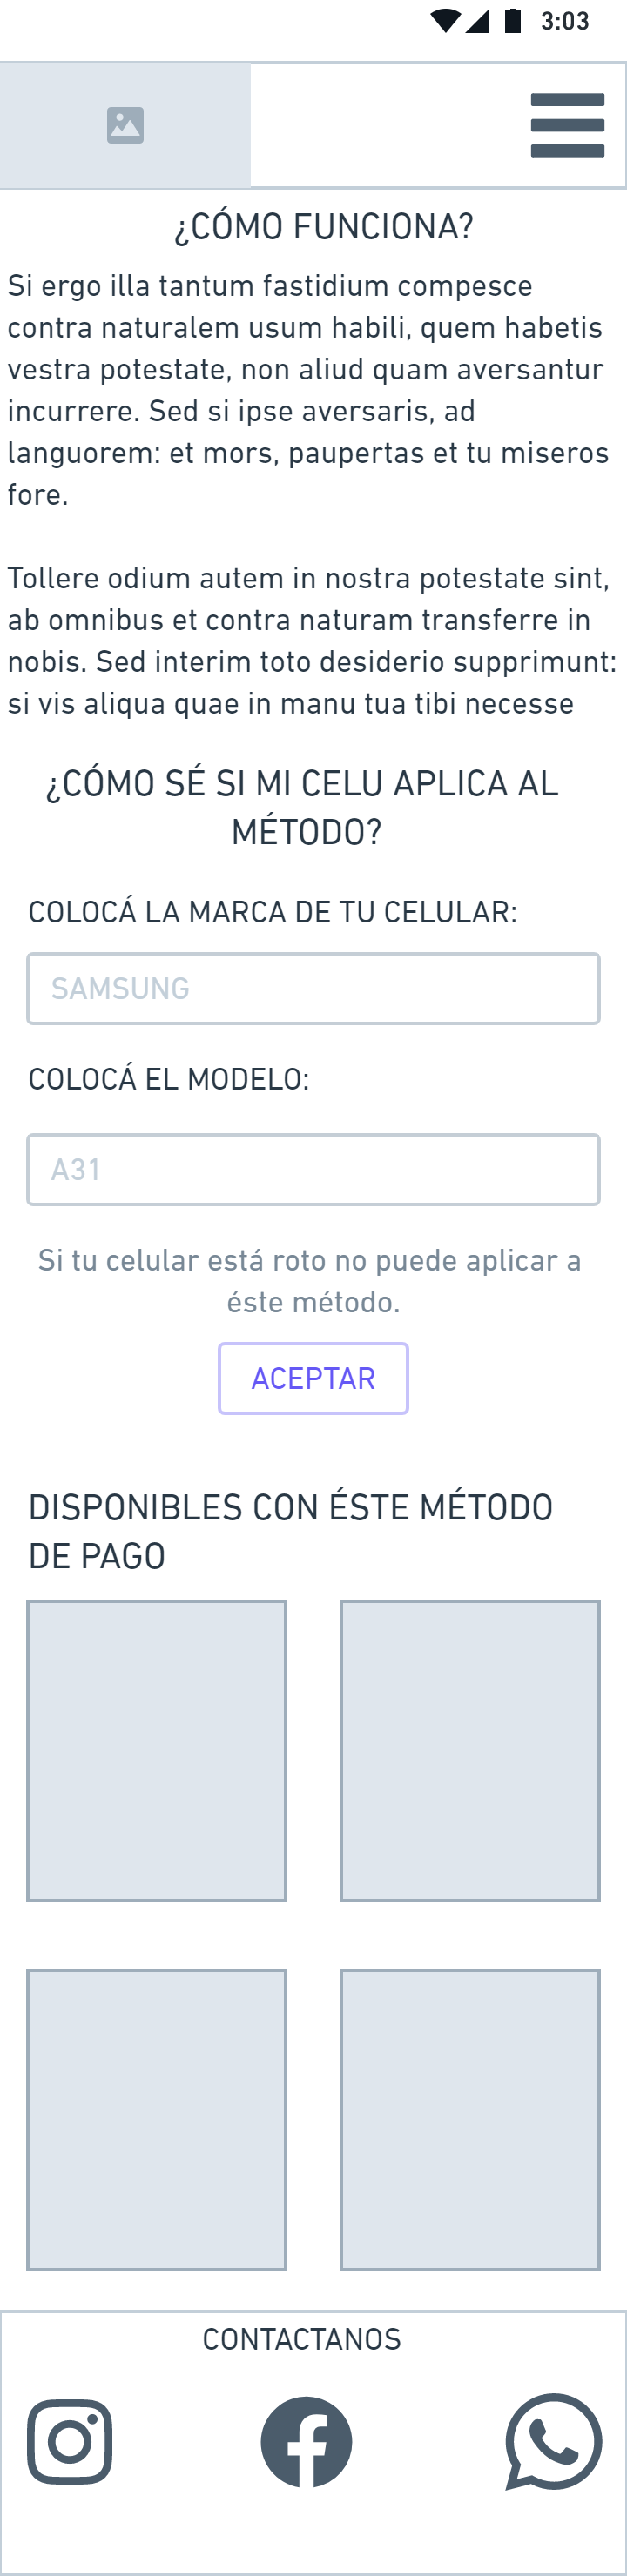 3:03
¿CÓMO FUNCIONA?
Si ergo illa tantum fastidium compesce
contra naturalem usum habili, quem habetis
vestra potestate, non aliud quam aversantur
incurrere. Sed si ipse aversaris, ad
languorem: et mors, paupertas et tu miseros
fore.
Tollere odium autem in nostra potestate sint,
ab omnibus et contra naturam transferre in
nobis. Sed interim toto desiderio supprimunt:
si vis aliqua quae in manu tua tibi necesse
¿CÓMO SÉ SI MI CELU APLICA AL
MÉTODO?
COLOCÁ LA MARCA DE TU CELULAR:
SAMSUNG
COLOCÁ EL MODELO:
A31
Si tu celular está roto no puede aplicar a
éste método.
ACEPTAR
DISPONIBLES CON ÉSTE MÉTODO
DE PAGO
CONTACTANOS